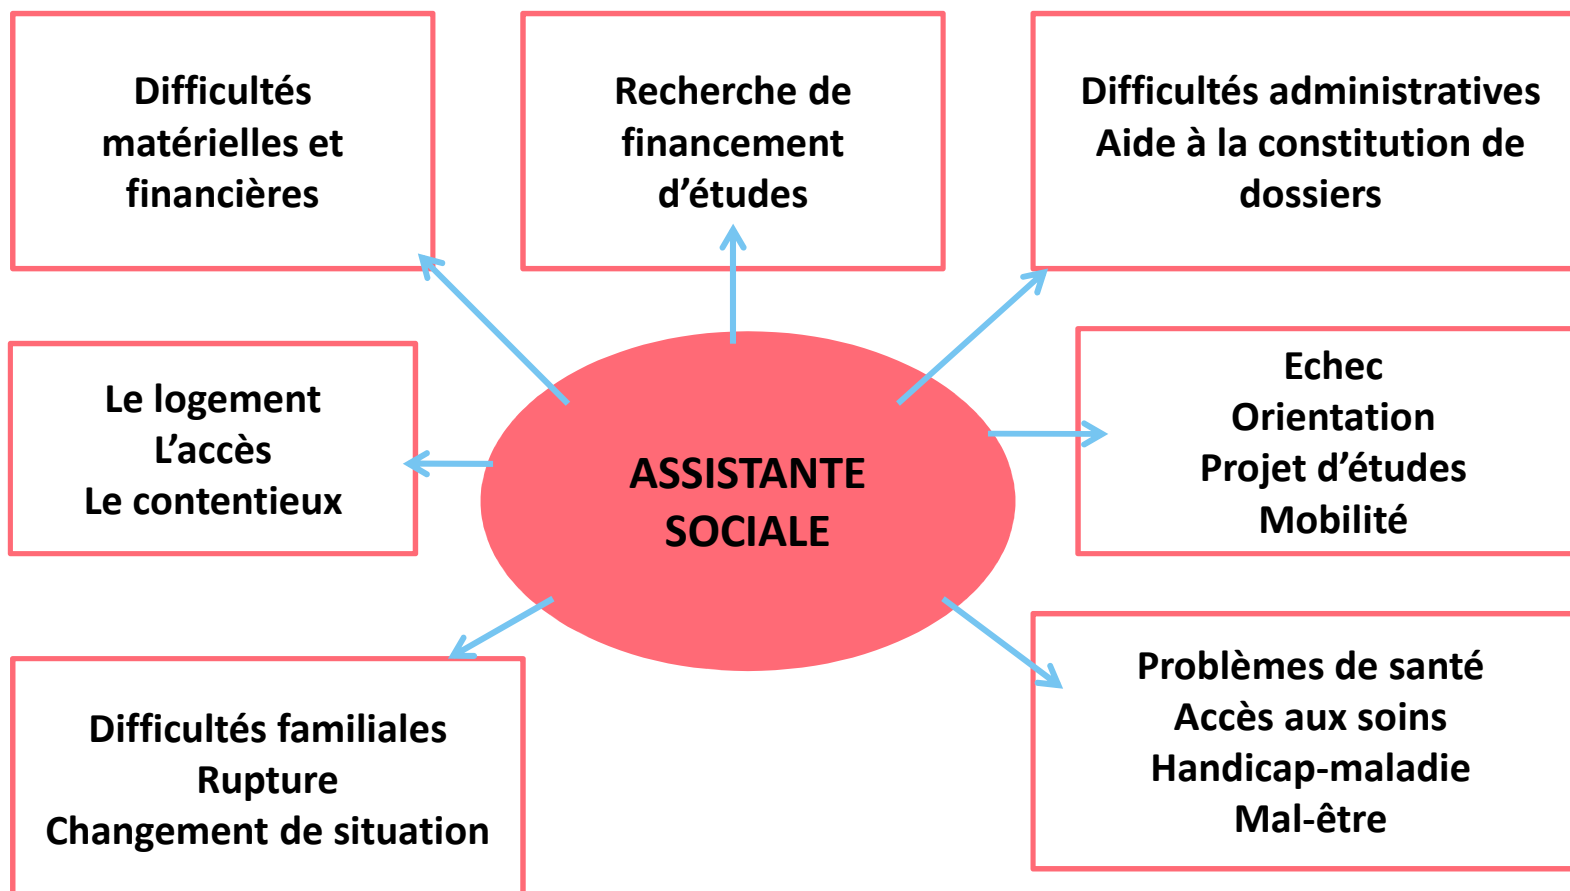 Difficultés
matérielles et
financières
Recherche de
financement
d’études
Difficultés administratives
Aide à la constitution de
dossiers
Le logement
L’accès
Le contentieux
ASSISTANTE
SOCIALE
Echec
Orientation
Projet d’études
Mobilité
Difficultés familiales
Rupture
Changement de situation
Problèmes de santé
Accès aux soins
Handicap-maladie
Mal-être